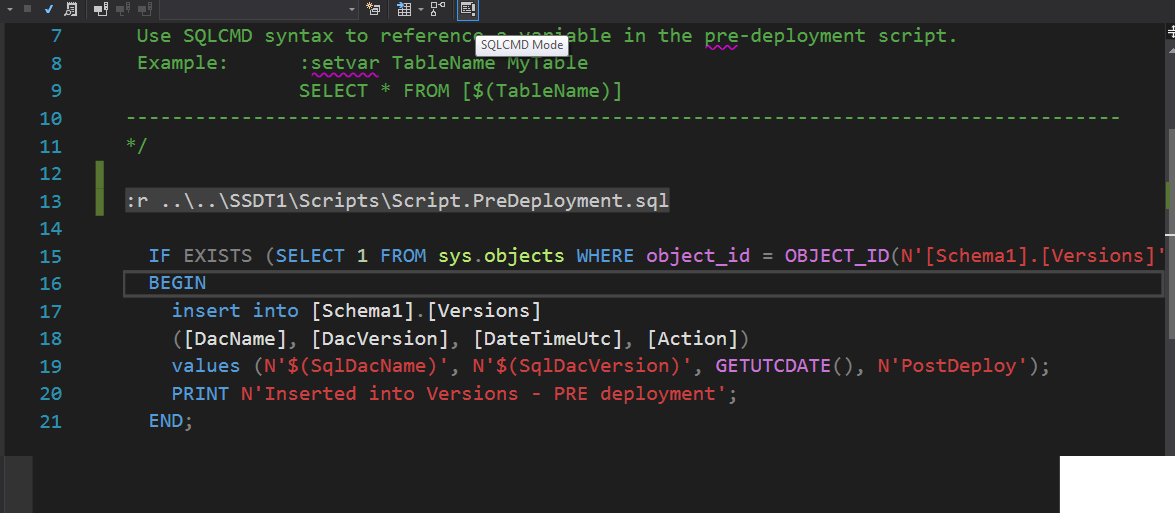 7 Use SQLCMD syntax to reference a variable in the pre-deployment script.
SQLCMD Mode
8 Example: :setvar TableName MyTable
9 SELECT * FROM [$(TableName)]
10 --------------------------------------------------------------------------------------
11 */
12
13 :r ..\..\SSDT1\Scripts\Script.PreDeployment.sql
14
15 IF EXISTS (SELECT 1 FROM sys.objects WHERE object_id = OBJECT_ID(N'[Schema1].[Versions]'
16 BEGIN
17 insert into [Schema1].[Versions]
18 ([DacName], [DacVersion], [DateTimeUtc], [Action])
19 values (N'$(SqlDacName)', N'$(SqlDacVersion)', GETUTCDATE(), N'PostDeploy');
20 PRINT N'Inserted into Versions - PRE deployment';
21 END;